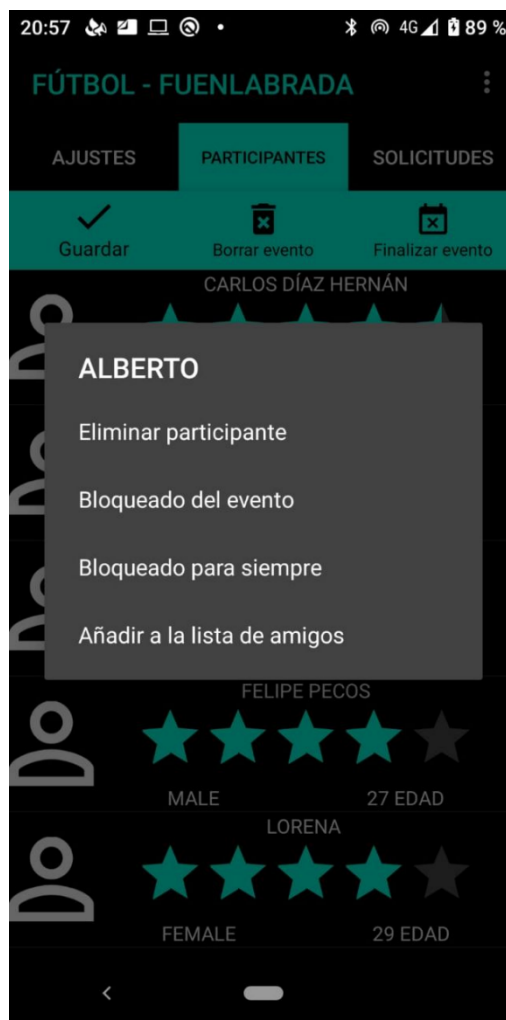 20:57
4G
89 %
FÚTBOL - FUENLABRADA
AJUSTES
PARTICIPANTES
SOLICITUDES
Guardar
Borrar evento
Finalizar evento
CARLOS DÍAZ HERNÁN
ALBERTO
Eliminar participante
Bloqueado del evento
Bloqueado para siempre
Añadir a la lista de amigos
FELIPE PECOS
MALE
27 EDAD
LORENA
FEMALE
29 EDAD